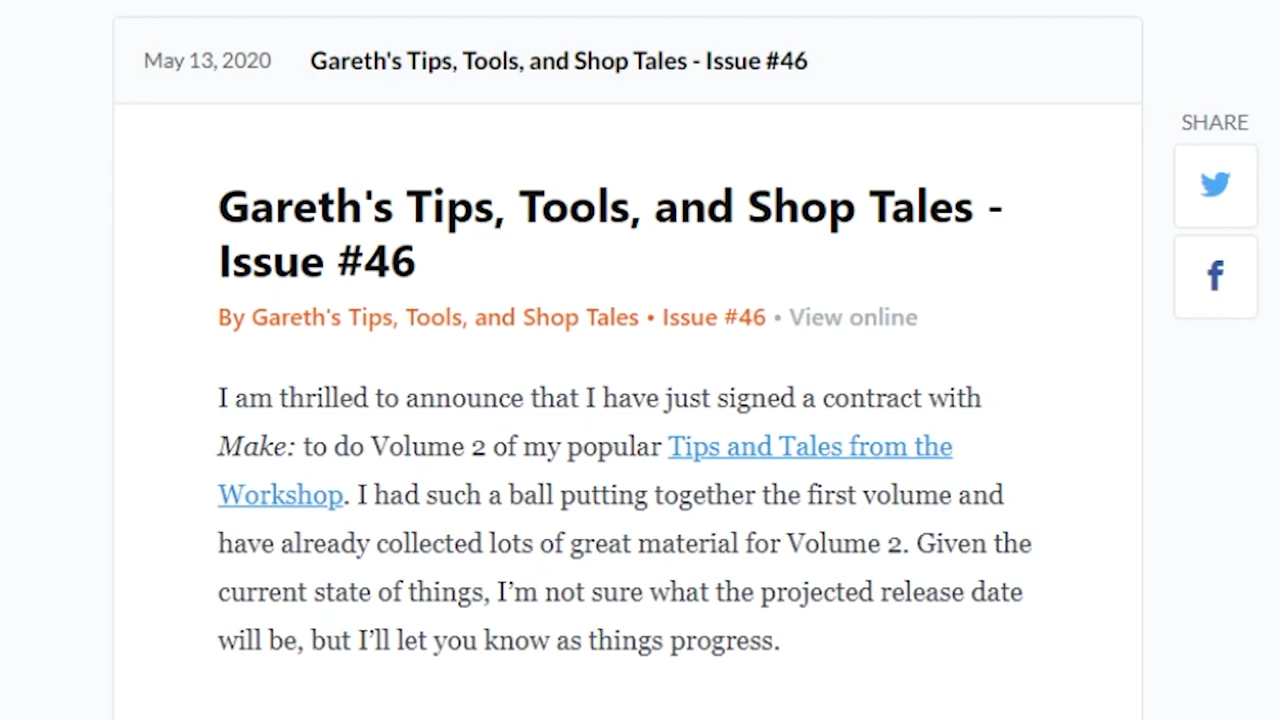 May 13, 2020 Gareth's Tips, Tools, and Shop Tales - Issue #46
SHARE
Gareth's Tips, Tools, and Shop Tales -
Issue #46
By Gareth's Tips, Tools, and Shop Tales • Issue #46 • View online
I am thrilled to announce that I have just signed a contract with
Make: to do Volume 2 of my popular Tips and Tales from the
Workshop. I had such a ball putting together the first volume and
have already collected lots of great material for Volume 2. Given the
current state of things, I’m not sure what the projected release date
will be, but I’ll let you know as things progress.